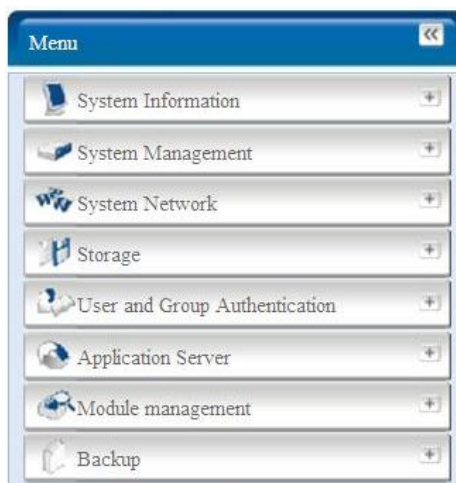 Menu
System Information
System Management
System Network
Storage
User and Group Authentication
Application Server
Module management
Backup